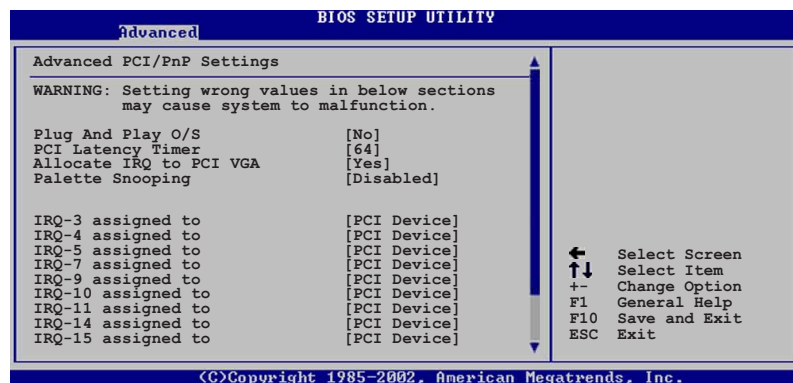 BIOS SETUP UTILITY
Advanced
Advanced PCI/PnP Settings
WARNING: Setting wrong values in below sections
may cause system to malfunction.
Plug And Play O/S [No]
PCI Latency Timer [64]
Allocate IRQ to PCI VGA [Yes]
Palette Snooping [Disabled]
IRQ-3 assigned to [PCI Device]
IRQ-4 assigned to [PCI Device]
IRQ-5 assigned to [PCI Device]
IRQ-7 assigned to [PCI Device]
IRQ-9 assigned to [PCI Device]
IRQ-10 assigned to [PCI Device]
IRQ-11 assigned to [PCI Device]
IRQ-14 assigned to [PCI Device]
IRQ-15 assigned to [PCI Device]
← Select Screen
↑↓ Select Item
+- Change Option
F1 General Help
F10 Save and Exit
ESC Exit
(C)Copyright 1985-2002, American Megatrends, Inc.